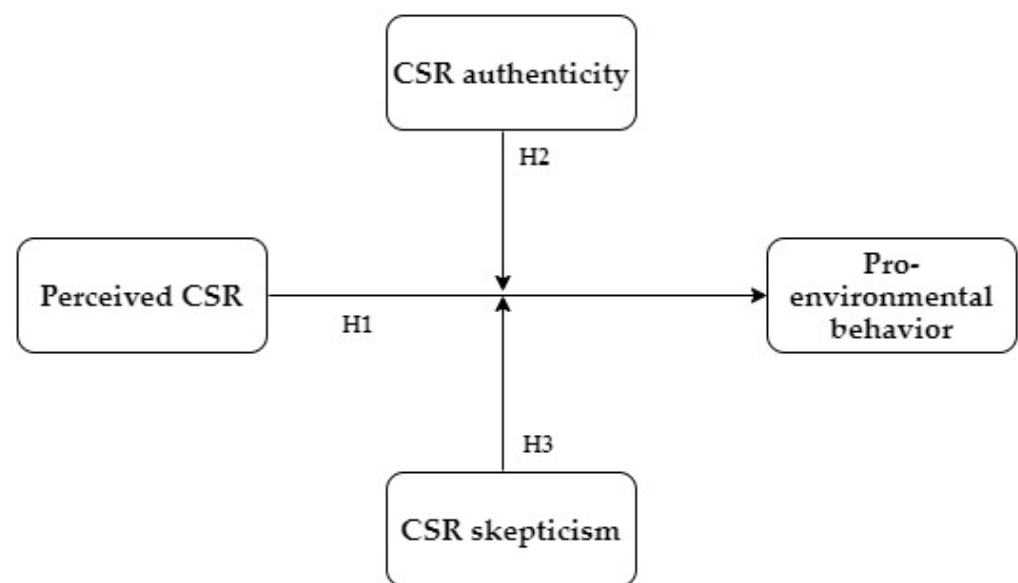 CSR authenticity
H2
Perceived CSR
H1
Pro-
environmental
behavior
H3
CSR skepticism